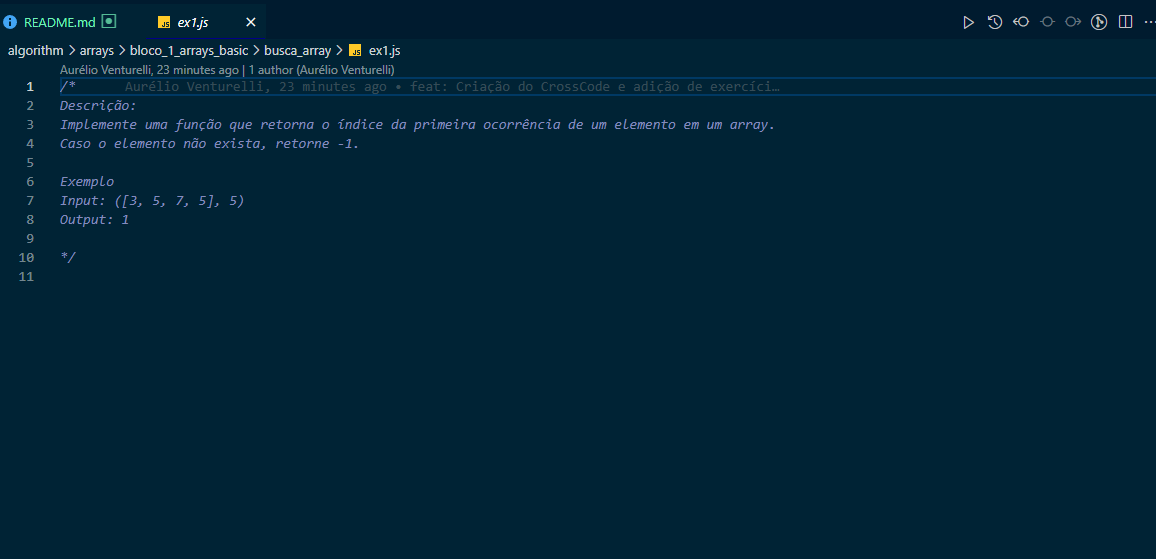 README.md
JS ex1.js
algorithm > arrays > bloco_1_arrays_basic > busca_array > JS ex1.js
Aurélio Venturelli, 23 minutes ago | 1 author (Aurélio Venturelli)
1 /* Aurélio Venturelli, 23 minutes ago • feat: Criação do CrossCode e adição de exercíci…
2 Descrição:
3 Implemente uma função que retorna o índice da primeira ocorrência de um elemento em um array.
4 Caso o elemento não exista, retorne -1.
5
6 Exemplo
7 Input: ([3, 5, 7, 5], 5)
8 Output: 1
9
10 */
11